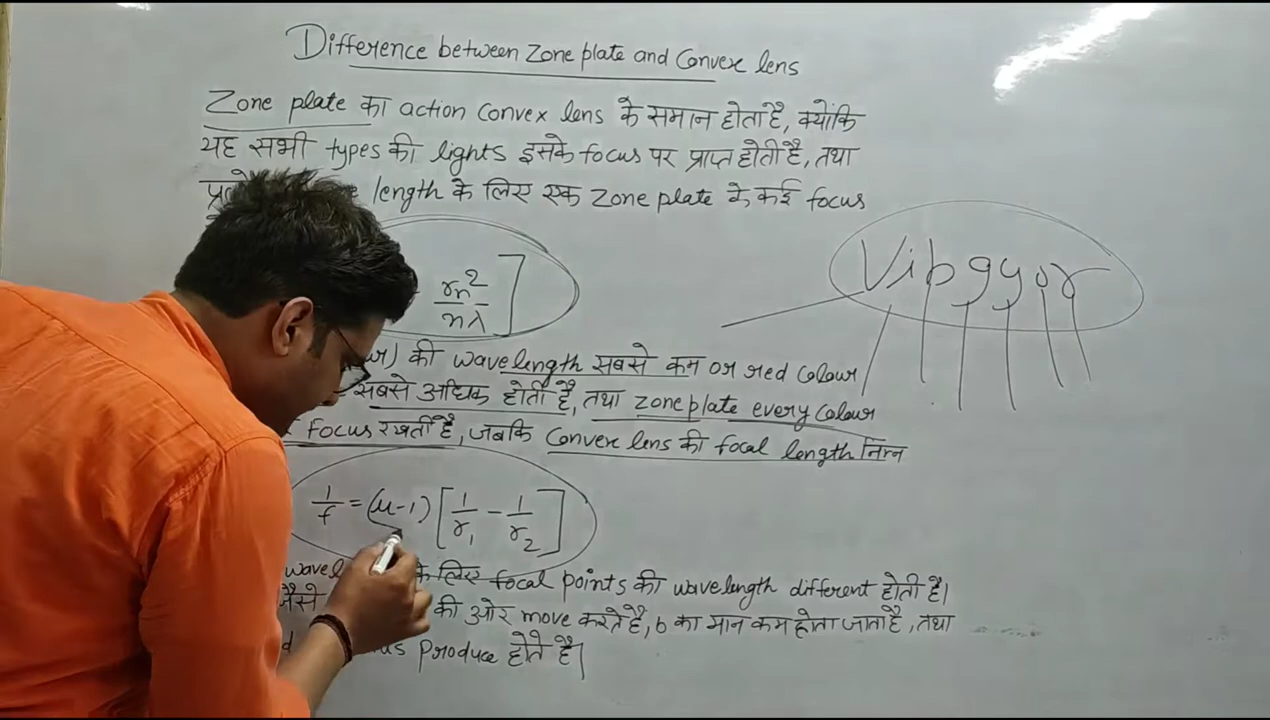 Difference between Zone plate and Convex lens
Zone plate का action Convex lens के समान होता है, क्योंकि
यह सभी types की lights इसके focus पर प्राप्त होती है, तथा
length के लिए एक Zone plate के कई focus
rn²/nλ ]
Vibgyor
की wavelength सबसे कम or red colour
सबसे अधिक होती है, तथा zone plate every colour
focus रखती है, जबकि Convex lens की focal length निम्न
1/f = (μ-1) [ 1/r₁ - 1/r₂ ]
के लिए focal points की wavelength different होती है।
जैसे की ओर move करते है, b का मान कम होता जाता है, तथा
produce होते है।